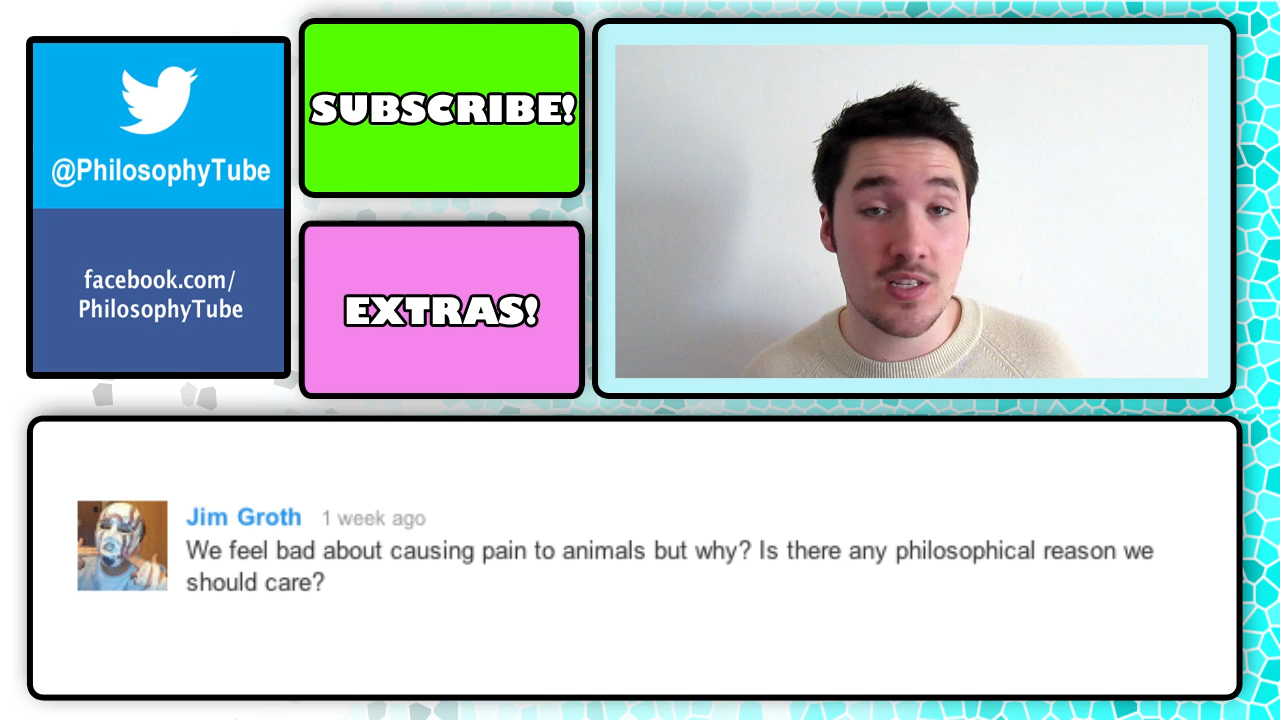 @PhilosophyTube
facebook.com/
PhilosophyTube
SUBSCRIBE!
EXTRAS!
Jim Groth 1 week ago
We feel bad about causing pain to animals but why? Is there any philosophical reason we
should care?